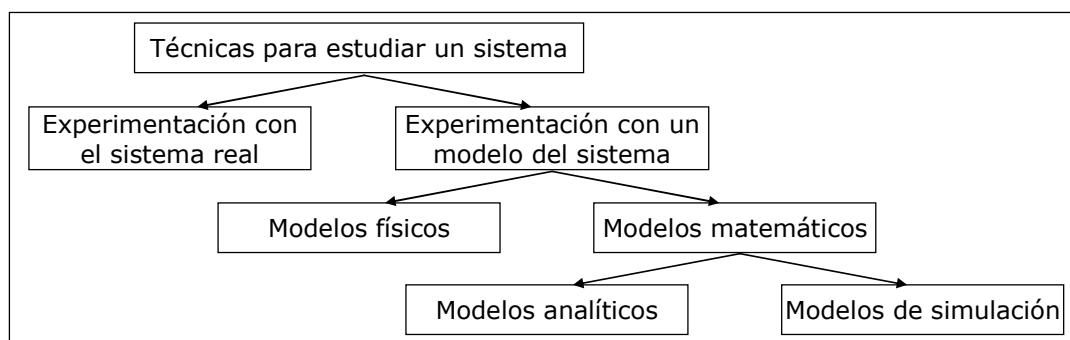 Técnicas para estudiar un sistema
Experimentación con
el sistema real
Experimentación con un
modelo del sistema
Modelos físicos
Modelos matemáticos
Modelos analíticos
Modelos de simulación